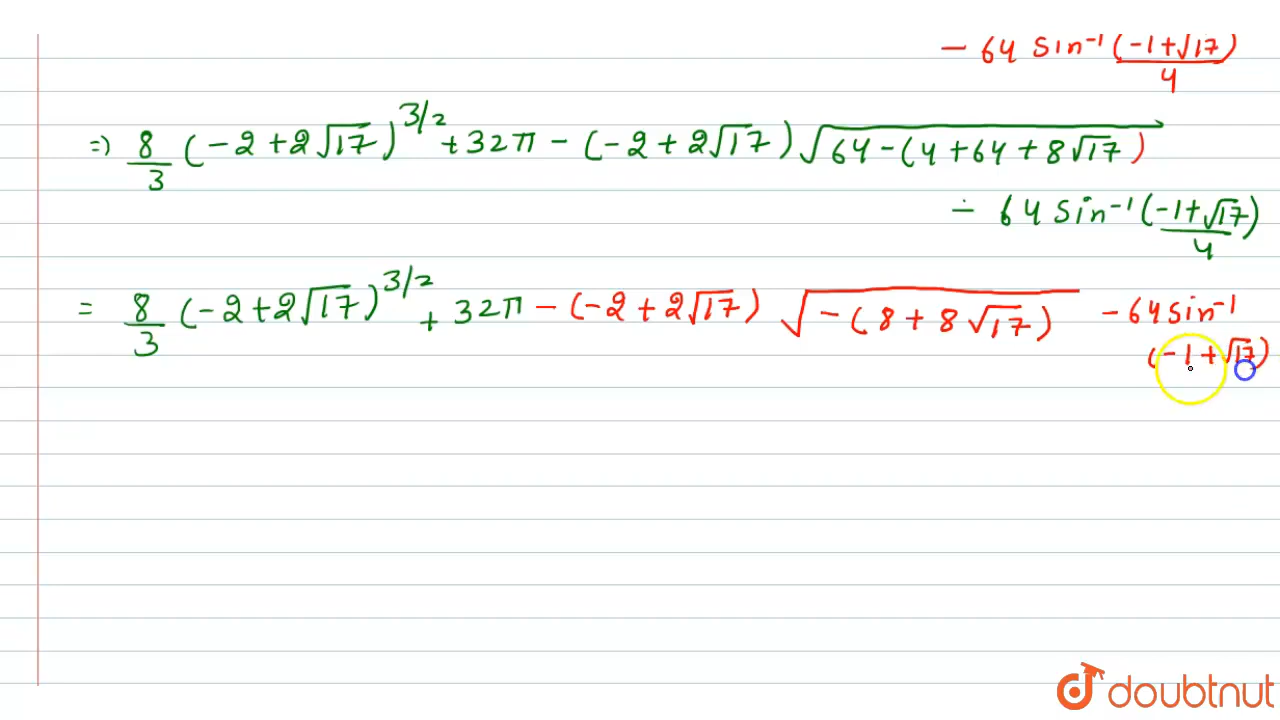 − 64 Sin⁻¹ (−1+√17)/4
⇒) 8/3 (−2+2√17)^3/2 + 32π − (−2+2√17) √64−(4+64+8√17)
− 64 Sin⁻¹ (−1+√17)/4
= 8/3 (−2+2√17)^3/2 + 32π − (−2+2√17) √−(8+8√17) − 64 Sin⁻¹
(−1+√17)
doubtnut